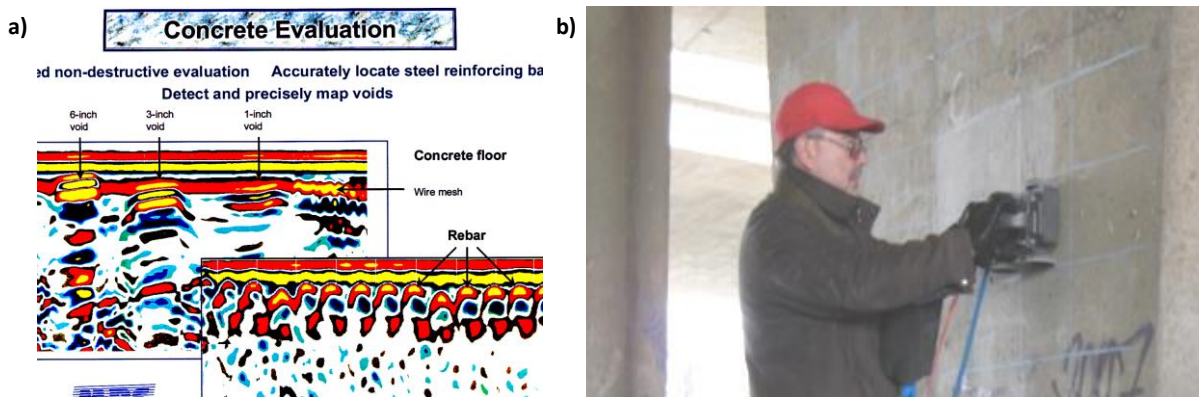 a)
Concrete Evaluation
b)
ed non-destructive evaluation Accurately locate steel reinforcing ba
Detect and precisely map voids
6-inch void
3-inch void
1-inch void
Concrete floor
Wire mesh
Rebar